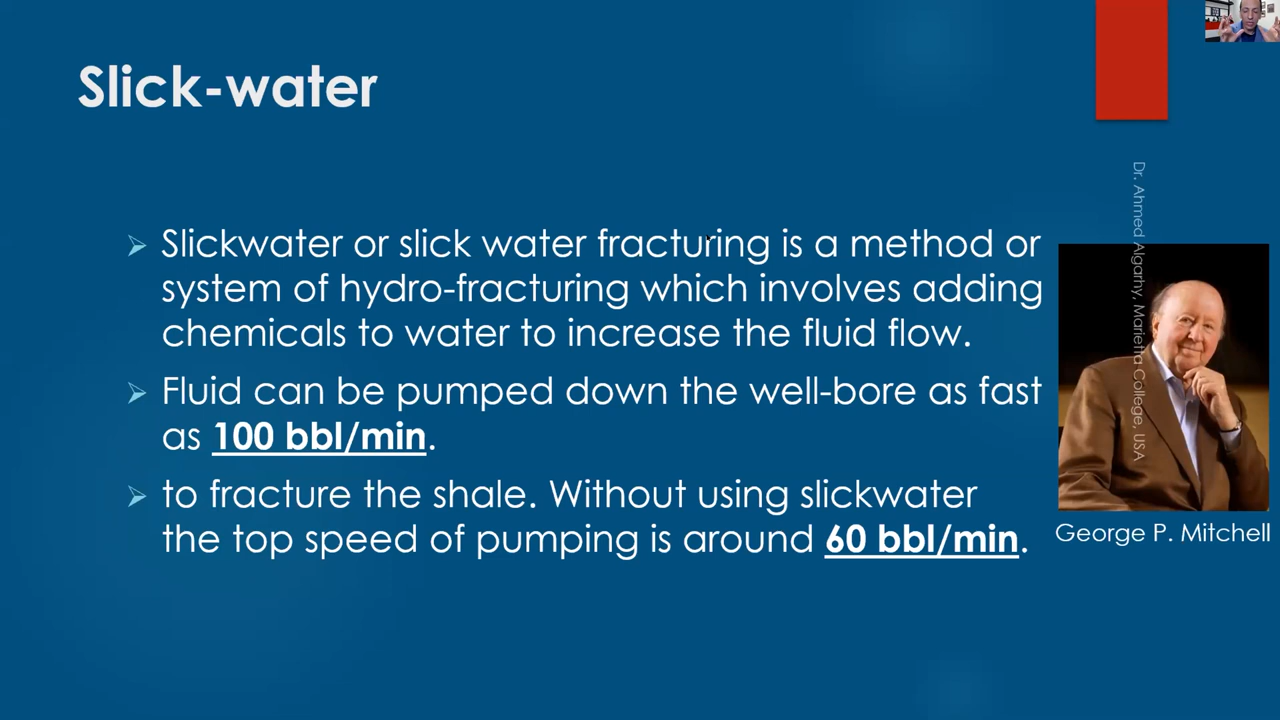 Slick-water
Slickwater or slick water fracturing is a method or
system of hydro-fracturing which involves adding
chemicals to water to increase the fluid flow.
Fluid can be pumped down the well-bore as fast
as 100 bbl/min.
to fracture the shale. Without using slickwater
the top speed of pumping is around 60 bbl/min.
Dr. Ahmed Algarhy, Marietta College, USA
George P. Mitchell